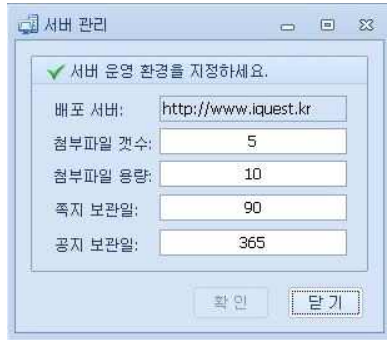 서버 관리
서버 운영 환경을 지정하세요.
배포 서버: http://www.iquest.kr
첨부파일 갯수: 5
첨부파일 용량: 10
쪽지 보관일: 90
공지 보관일: 365
확 인 닫 기